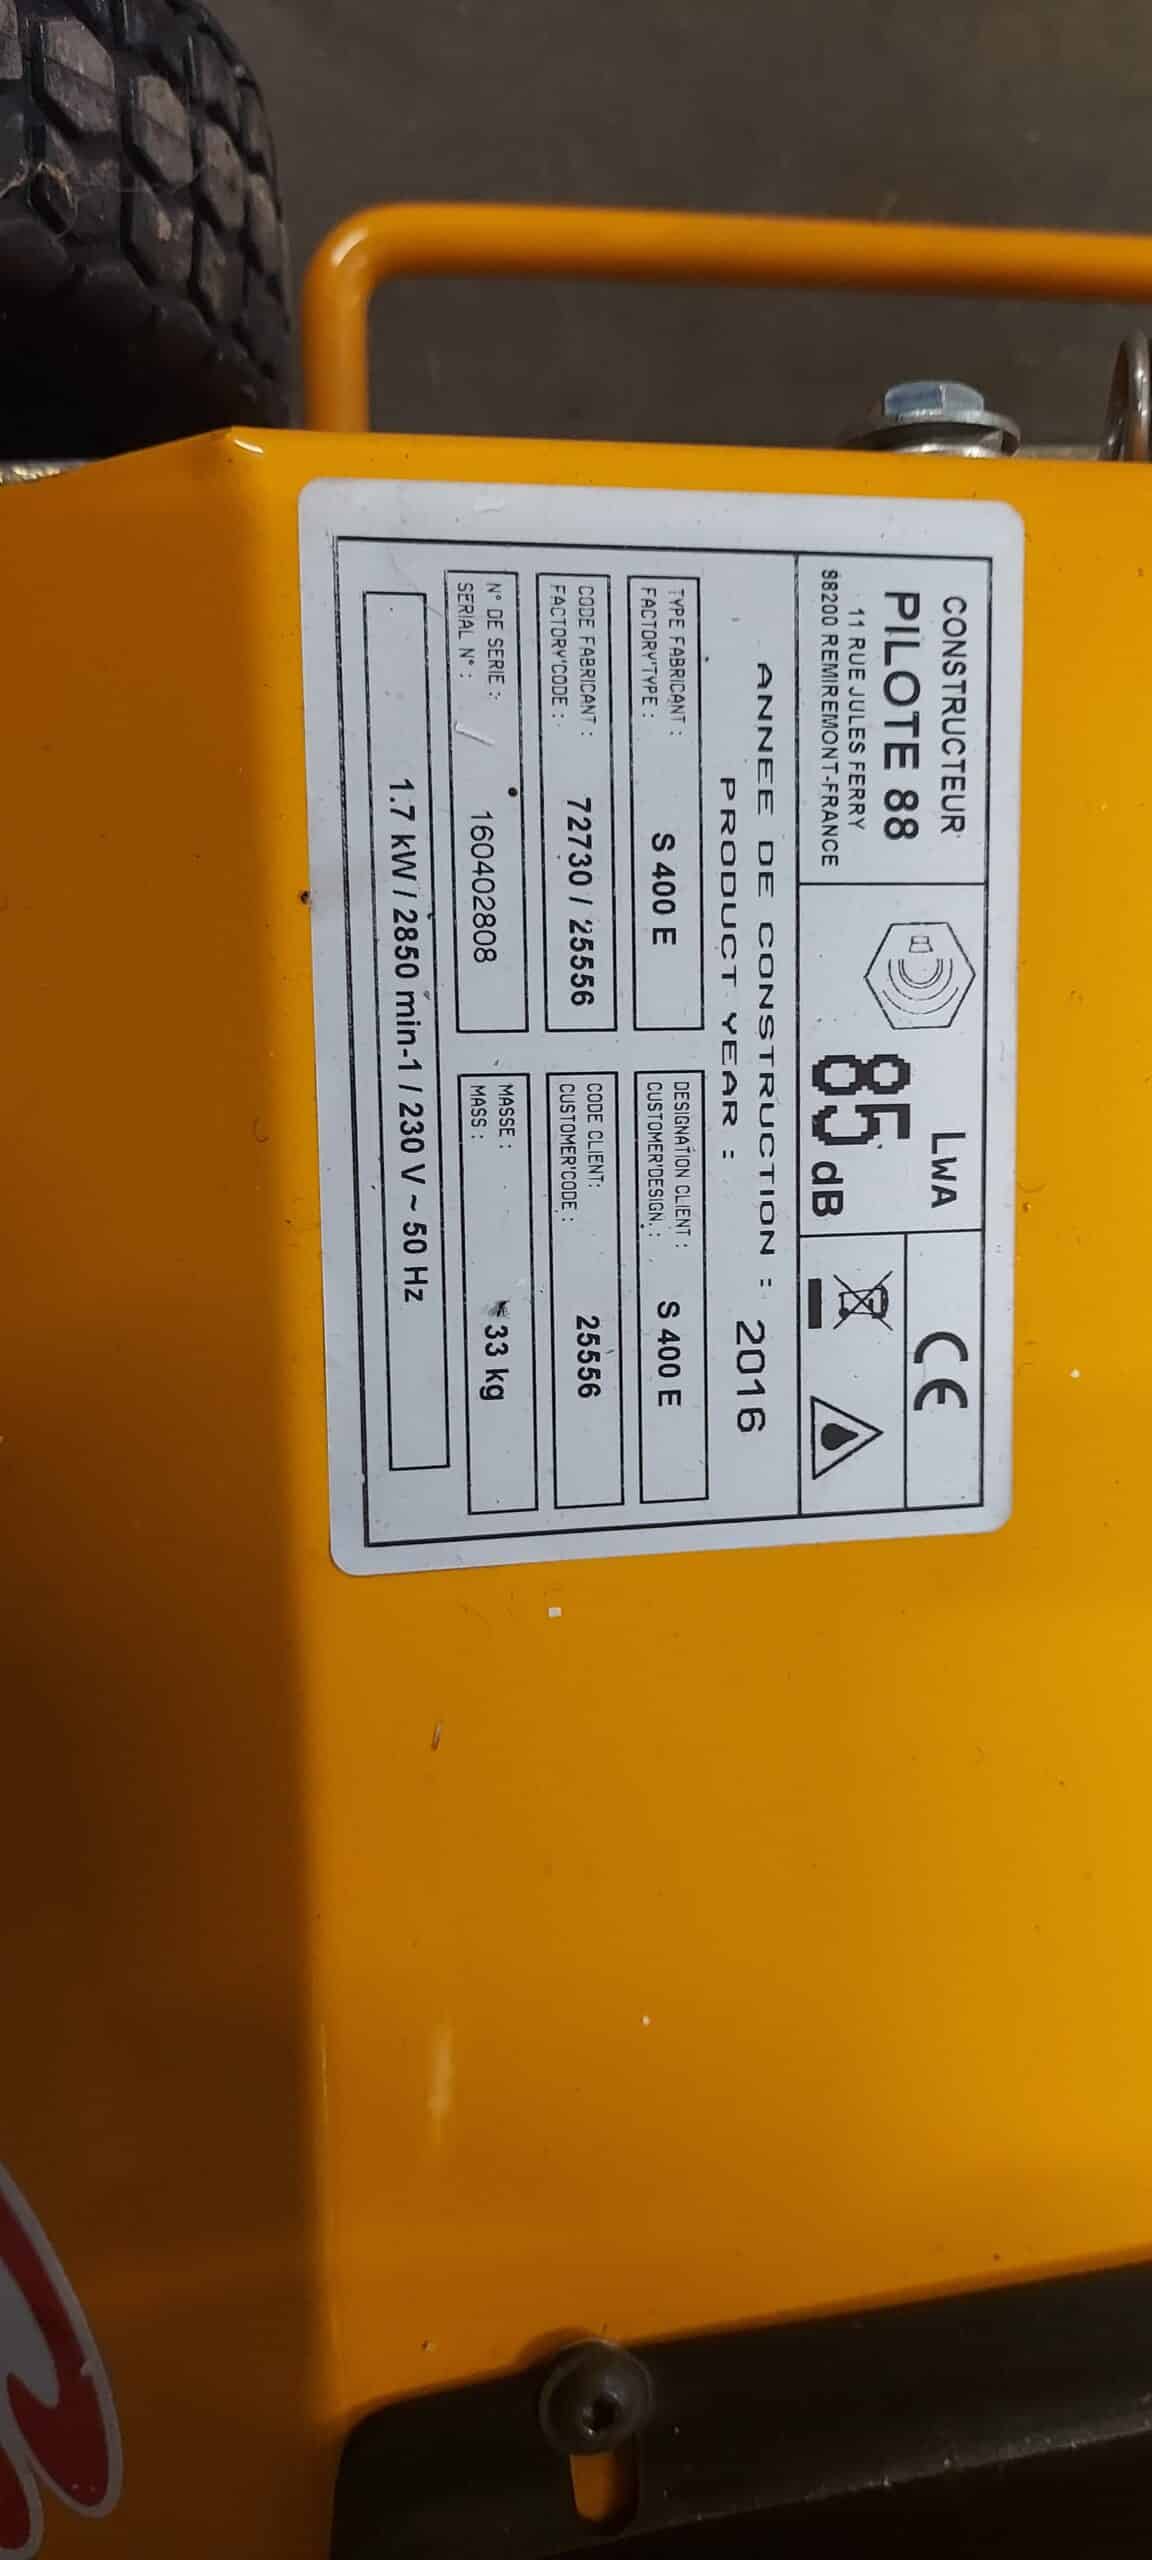 CONSTRUCTEUR
PILOTE 88
11 RUE JULES FERRY
88200 REMIREMONT-FRANCE
LWA
85 dB
CE
ANNEE DE CONSTRUCTION : 2016
PRODUCT YEAR :
TYPE FABRICANT :
FACTORY'TYPE :
S 400 E
DESIGNATION CLIENT :
CUSTOMER'DESIGN. :
S 400 E
CODE FABRICANT :
FACTORY'CODE :
72730 / 25556
CODE CLIENT:
CUSTOMER'CODE :
25556
N° DE SERIE :
SERIAL N° :
160402808
MASSE :
MASS :
33 kg
1.7 kW / 2850 min-1 / 230 V ~ 50 Hz